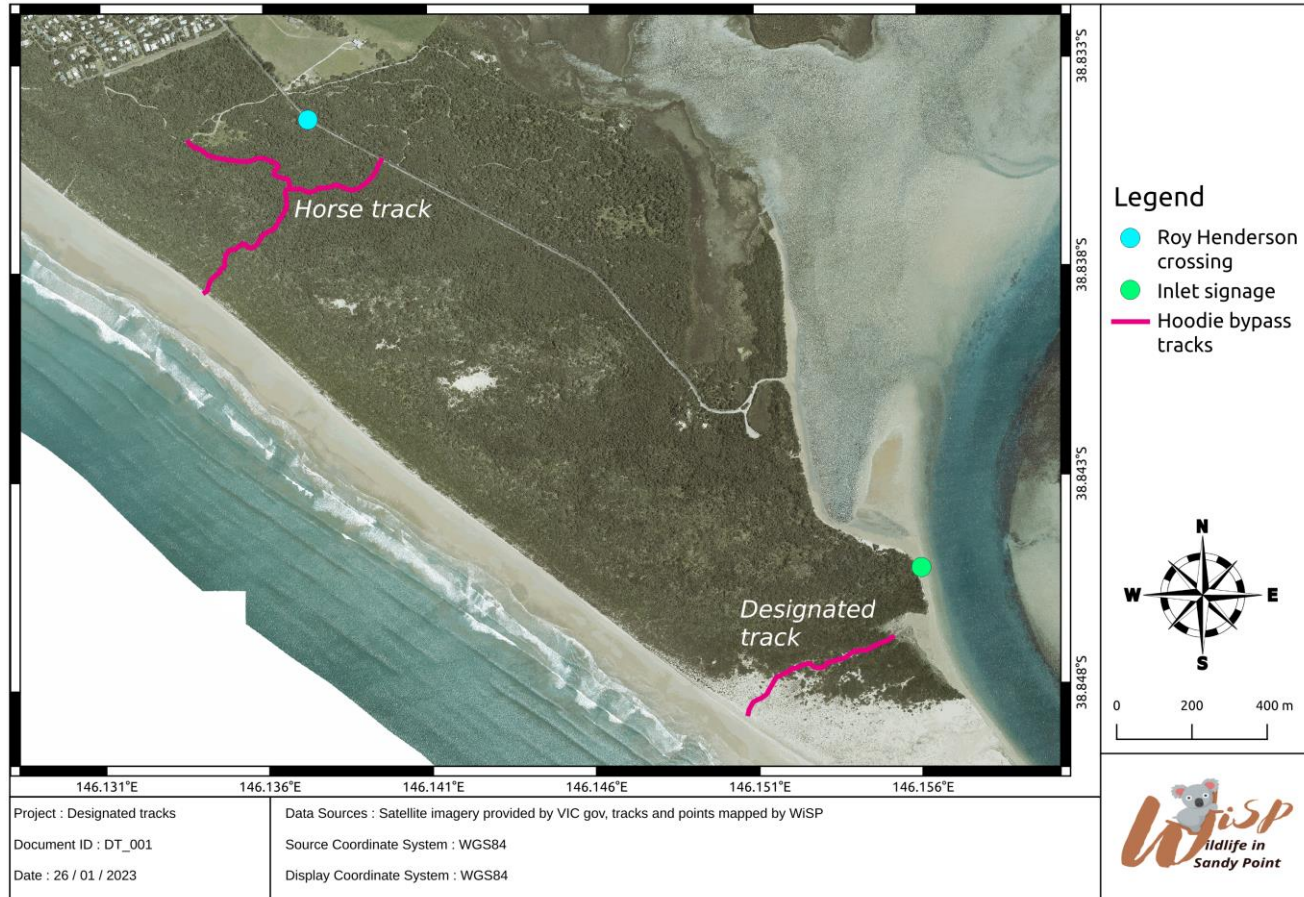 Horse track
Designated
track
38.833°S
38.838°S
38.843°S
38.848°S
146.131°E
146.136°E
146.141°E
146.146°E
146.151°E
146.156°E
Legend
Roy Henderson
crossing
Inlet signage
Hoodie bypass
tracks
N
W
E
S
0
200
400 m
Project : Designated tracks
Document ID : DT_001
Date : 26 / 01 / 2023
Data Sources : Satellite imagery provided by VIC gov, tracks and points mapped by WiSP
Source Coordinate System : WGS84
Display Coordinate System : WGS84
WiSP
Wildlife in
Sandy Point